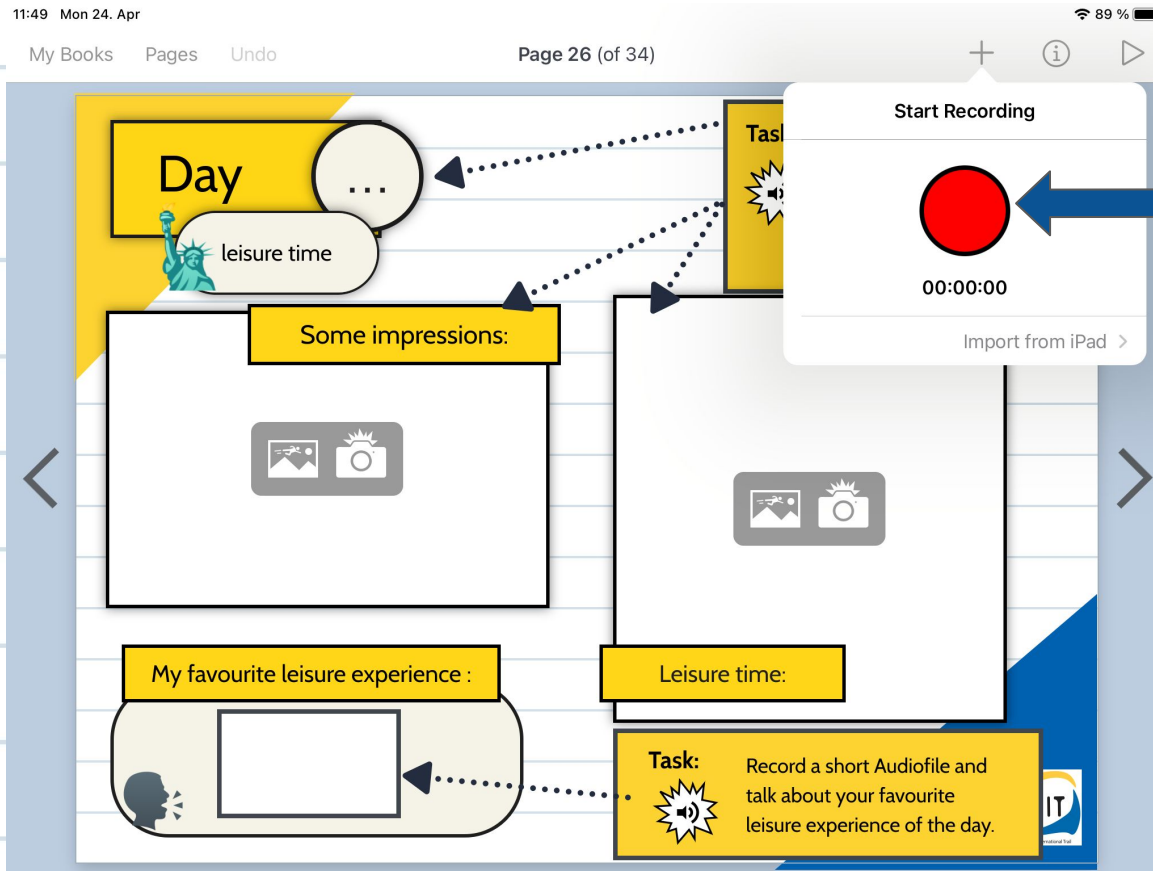 11:49 Mon 24. Apr
89 %
My Books Pages Undo
Page 26 (of 34)
Start Recording
00:00:00
Import from iPad
Day
...
leisure time
Some impressions:
My favourite leisure experience :
Leisure time:
Task:
Record a short Audiofile and
talk about your favourite
leisure experience of the day.
IT